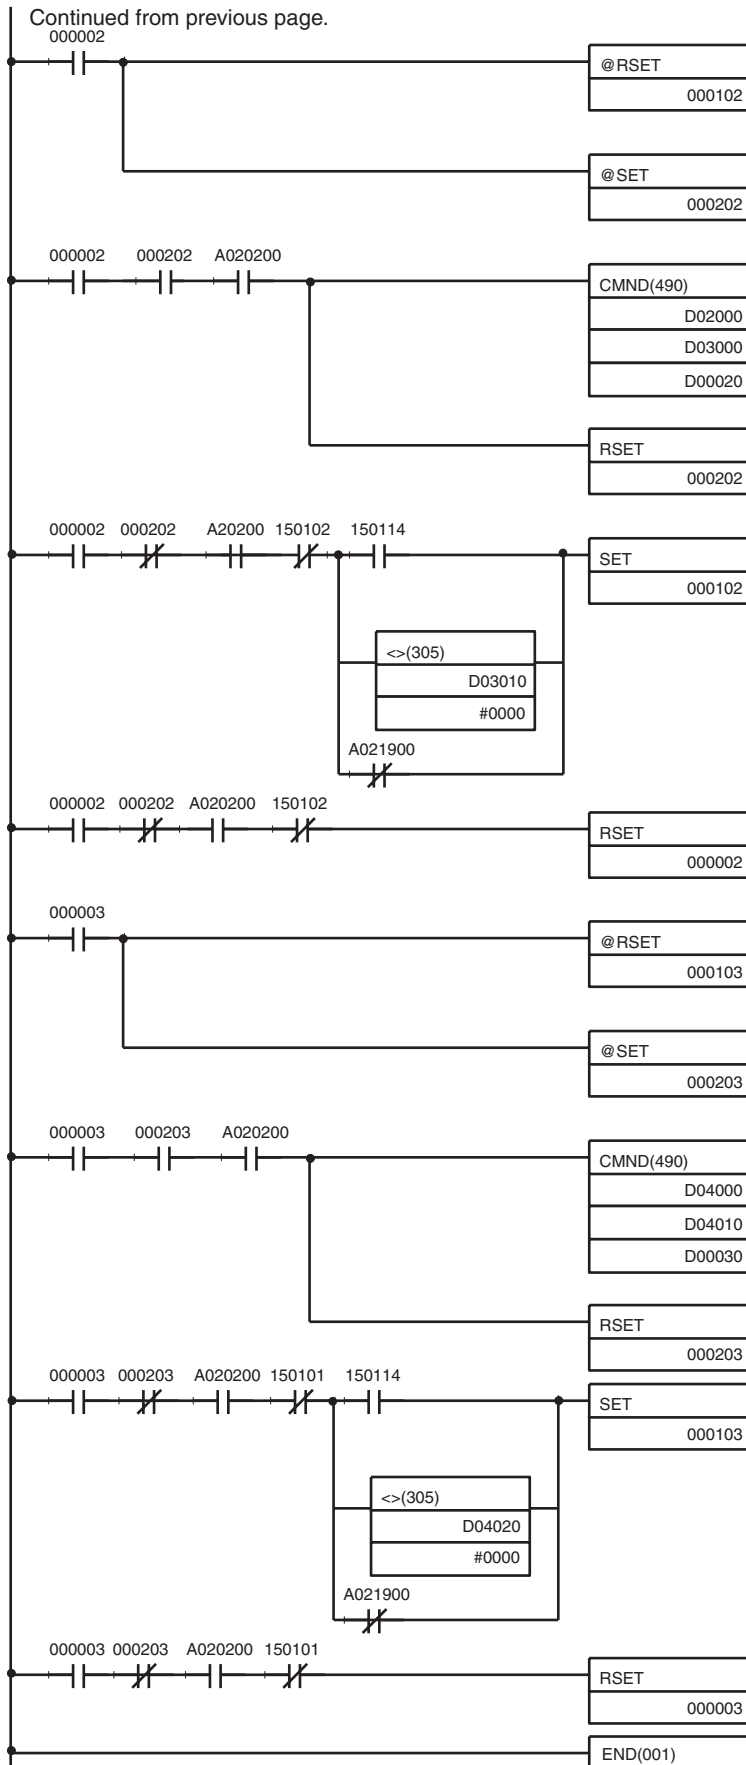 Continued from previous page.
000002
@RSET
000102
@SET
000202
000002 000202 A020200
CMND(490)
D02000
D03000
D00020
RSET
000202
000002 000202 A20200 150102 150114
SET
000102
<>(305)
D03010
#0000
A021900
000002 000202 A020200 150102
RSET
000002
000003
@RSET
000103
@SET
000203
000003 000203 A020200
CMND(490)
D04000
D04010
D00030
RSET
000203
000003 000203 A020200 150101 150114
SET
000103
<>(305)
D04020
#0000
A021900
000003 000203 A020200 150101
RSET
000003
END(001)